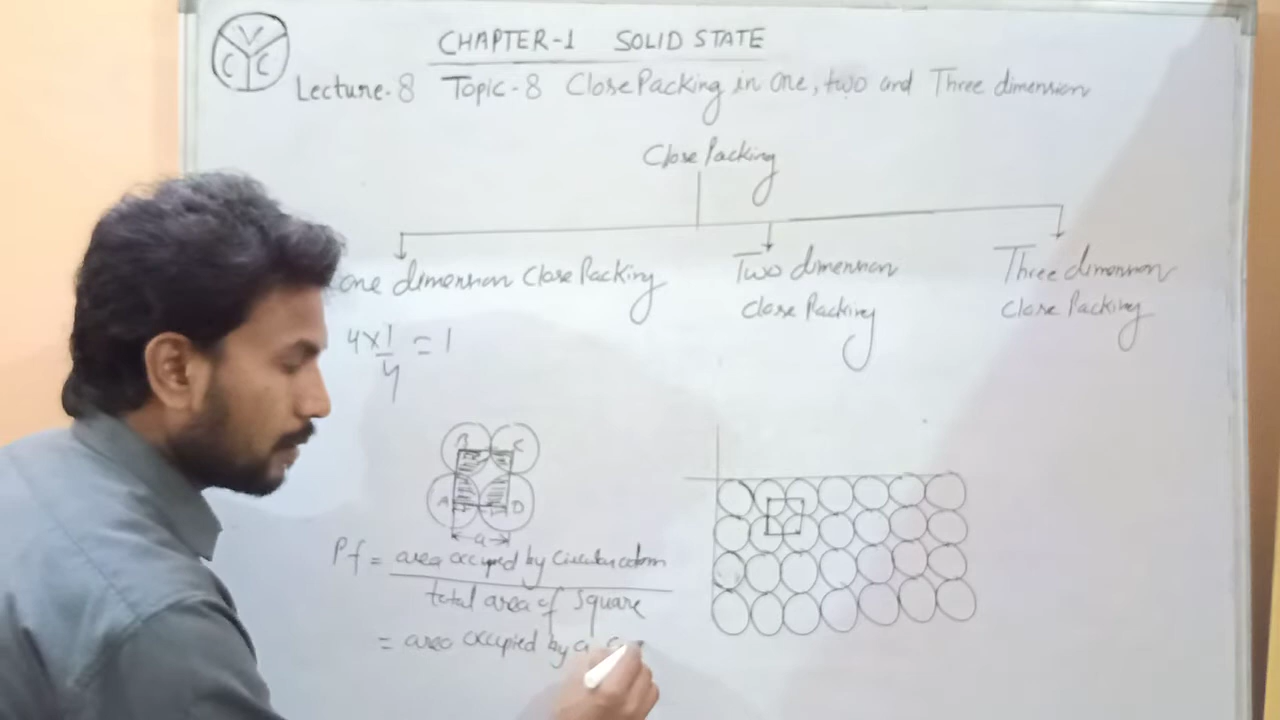 V
C C
CHAPTER-1 SOLID STATE
Lecture-8 Topic-8 Close Packing in one, two and Three dimension
Close Packing
one dimension Close Packing
Two dimension
close Packing
Three dimension
close Packing
4×1/4 = 1
B C
A D
a
Pf = area occupied by circular atom
total area of square
= area occupied by a